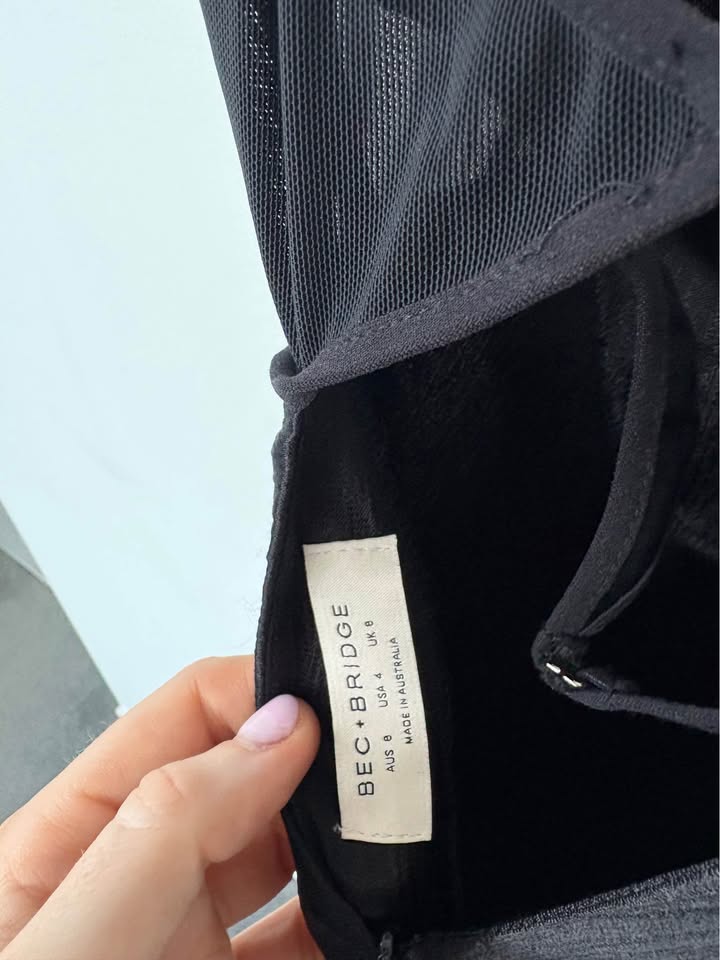 BEC+BRIDGE
AUS 8 USA 4 UK 8
MADE IN AUSTRALIA